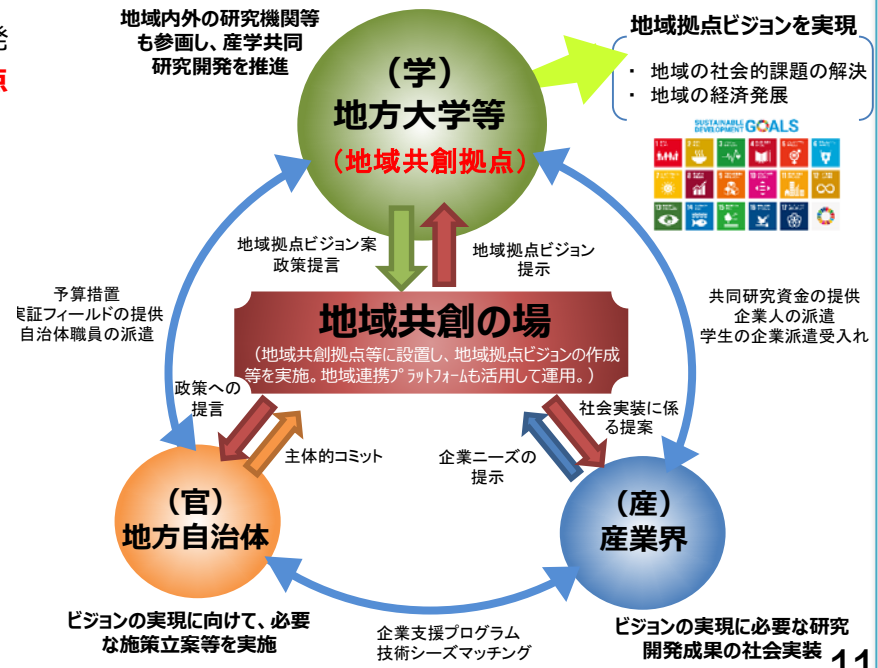 発
点
地域内外の研究機関等
も参画し、産学共同
研究開発を推進
地域拠点ビジョンを実現
・ 地域の社会的課題の解決
・ 地域の経済発展
SUSTAINABLE
DEVELOPMENT GOALS
（学）
地方大学等
（地域共創拠点）
地域拠点ビジョン案
政策提言
地域拠点ビジョン
提示
予算措置
実証フィールドの提供
自治体職員の派遣
共同研究資金の提供
企業人の派遣
学生の企業派遣受入れ
地域共創の場
（地域共創拠点等に設置し、地域拠点ビジョンの作成
等を実施。地域連携プラットフォームも活用して運用。）
政策への
提言
主体的コミット
企業ニーズの
提示
社会実装に係
る提案
（官）
地方自治体
（産）
産業界
ビジョンの実現に向けて、必要
な施策立案等を実施
企業支援プログラム
技術シーズマッチング
ビジョンの実現に必要な研究
開発成果の社会実装
11